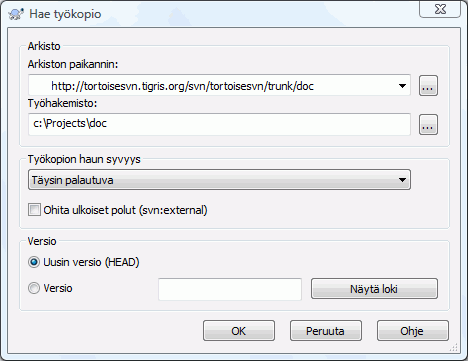 Hae työkopio
Arkisto
Arkiston paikannin:
http://tortoisesvn.tigris.org/svn/tortoisesvn/trunk/doc
...
Työhakemisto:
c:\Projects\doc
...
Työkopion haun syvyys
Täysin palautuva
Ohita ulkoiset polut (svn:external)
Versio
Uusin versio (HEAD)
Versio
Näytä loki
OK Peruuta Ohje